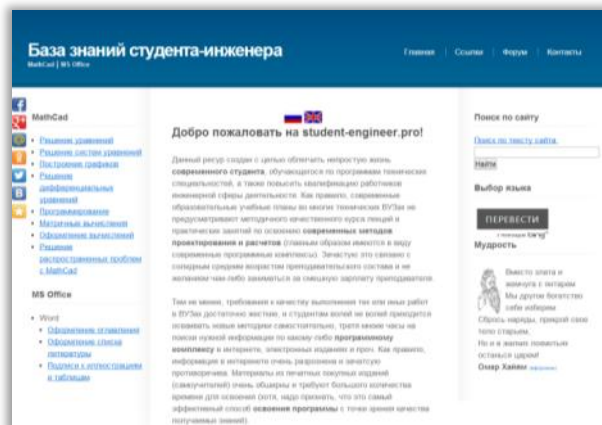 База знаний студента-инженера
MathCad | MS Office
Главная
Ссылки
Форум
Контакты
MathCad
Решение уравнений
Решение систем уравнений
Построение графиков
Решение
дифференциальных
уравнений
Программирование
Матричные вычисления
Оформление вычислений
Решение
распространенных проблем
с MathCad
MS Office
Word
Оформление оглавления
Оформление списка
литературы
Подписи к иллюстрациям
и таблицам
Добро пожаловать на student-engineer.pro!
Данный ресурс создан с целью облегчить непростую жизнь
современного студента, обучающегося по программам технических
специальностей, а также повысить квалификацию работников
инженерной сферы деятельности. Как правило, современные
образовательные учебные планы во многих технических ВУЗах не
предусматривают методичного качественного курса лекций и
практических занятий по освоению современных методов
проектирования и расчетов (главным образом имеются в виду
современные программные комплексы). Зачастую это связано с
солидным средним возрастом преподавательского состава и не
желанием чем-либо заниматься за смешную зарплату преподавателя.
Тем не менее, требования к качеству выполнения тех или иных работ
в ВУЗах достаточно жесткие, и студентам волей не волей приходится
осваивать новые методики самостоятельно, тратя многие часы на
поиски нужной информации по какому либо программному
комплексу в интернете, электронных изданиях и проч. Как правило,
информация в интернете очень разрознена и зачастую
противоречива. Материалы из печатных покупных изданий
(самоучителей) очень обширны и требуют большого количества
времени для освоения (хотя, надо признать, что это самый
эффективный способ освоения программы с точки зрения качества
получаемых знаний).
Поиск по сайту
Поиск по тексту сайта.
Найти
Выбор языка
ПЕРЕВЕСТИ
Мудрость
Вместо злата и
жемчуга с янтарем
Мы другое богатство
себе изберем
Сбрось наряды, прикрой свое
тело старьем,
Но и в жалких лохмотьях
останься царем!
Омар Хайям